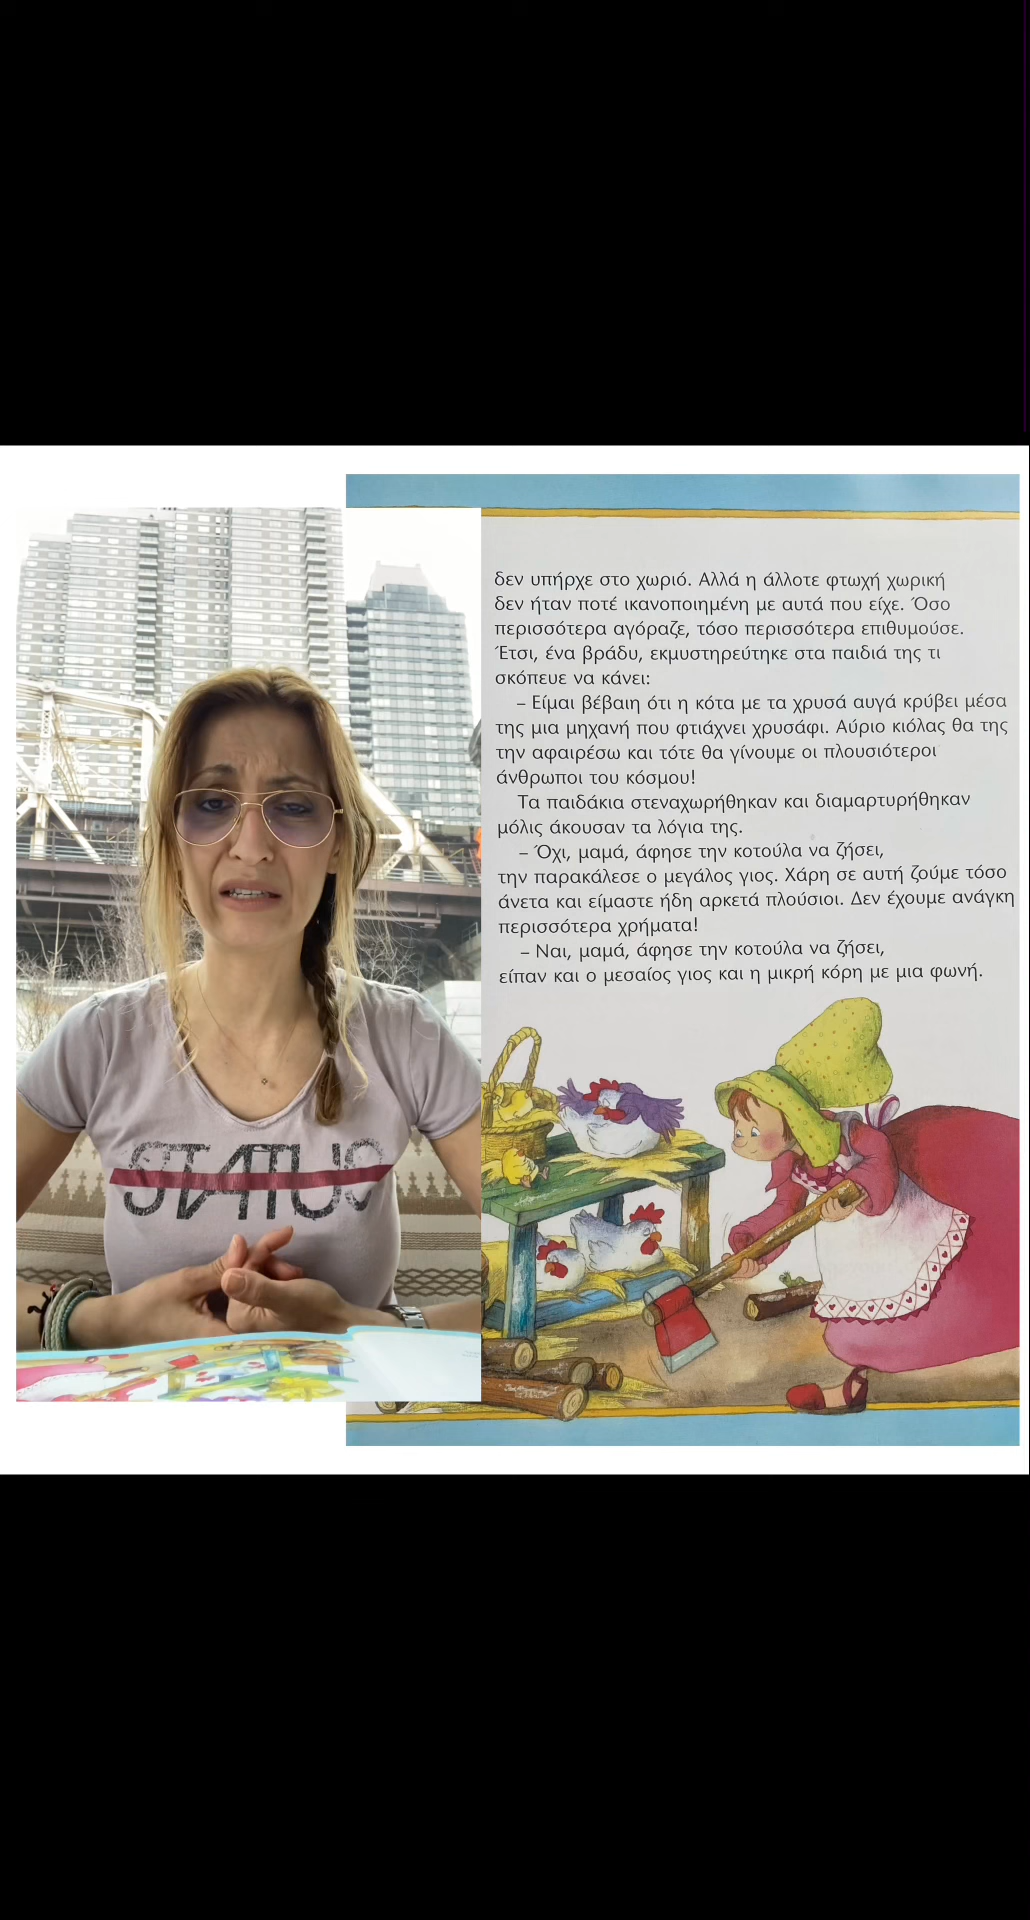 STATUS
δεν υπήρχε στο χωριό. Αλλά η άλλοτε φτωχή χωρική
δεν ήταν ποτέ ικανοποιημένη με αυτά που είχε. Όσο
περισσότερα αγόραζε, τόσο περισσότερα επιθυμούσε.
Έτσι, ένα βράδυ, εκμυστηρεύτηκε στα παιδιά της τι
σκόπευε να κάνει:
– Είμαι βέβαιη ότι η κότα με τα χρυσά αυγά κρύβει μέσα
της μια μηχανή που φτιάχνει χρυσάφι. Αύριο κιόλας θα της
την αφαιρέσω και τότε θα γίνουμε οι πλουσιότεροι
άνθρωποι του κόσμου!
Τα παιδάκια στεναχωρήθηκαν και διαμαρτυρήθηκαν
μόλις άκουσαν τα λόγια της.
– Όχι, μαμά, άφησε την κοτούλα να ζήσει,
την παρακάλεσε ο μεγάλος γιος. Χάρη σε αυτή ζούμε τόσο
άνετα και είμαστε ήδη αρκετά πλούσιοι. Δεν έχουμε ανάγκη
περισσότερα χρήματα!
– Ναι, μαμά, άφησε την κοτούλα να ζήσει,
είπαν και ο μεσαίος γιος και η μικρή κόρη με μια φωνή.